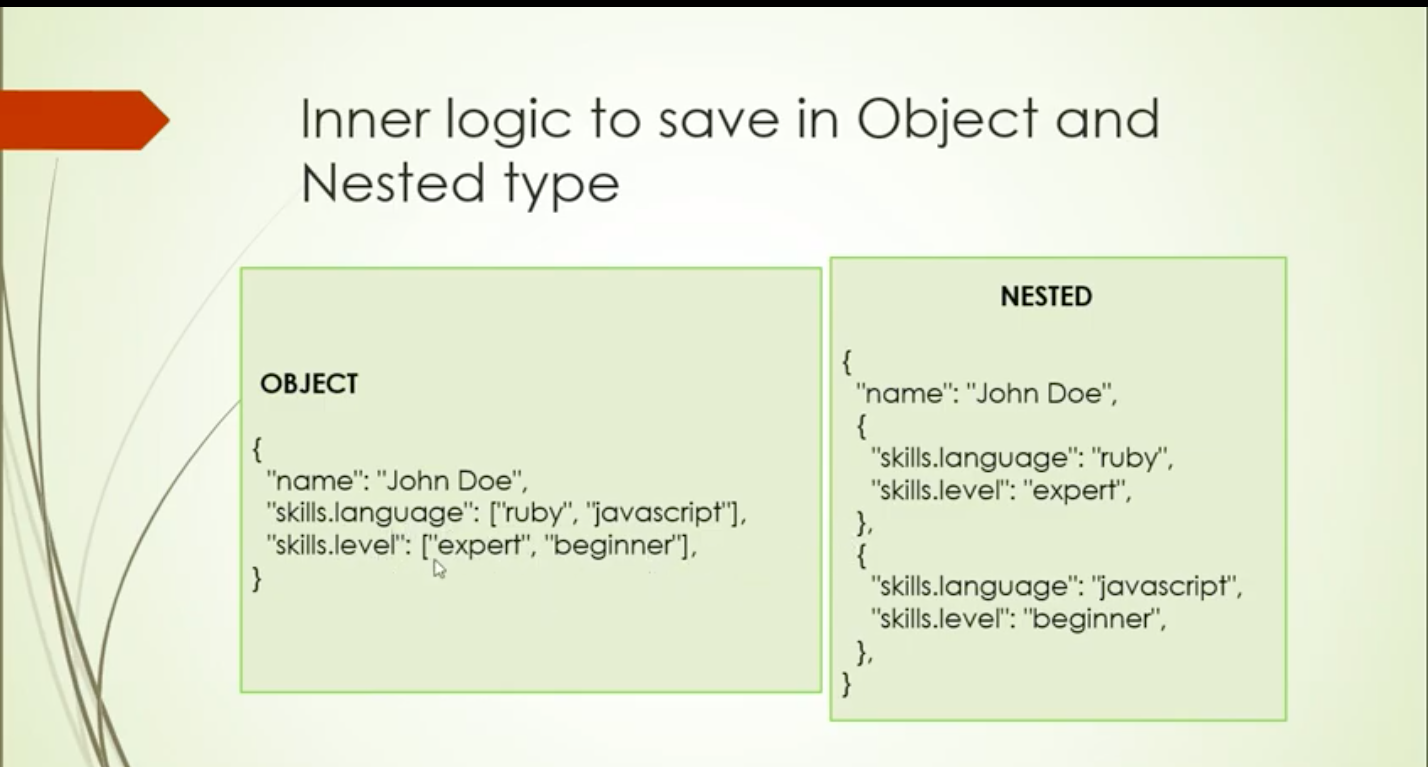 Inner logic to save in Object and
Nested type
OBJECT
{
"name": "John Doe",
"skills.language": ["ruby", "javascript"],
"skills.level": ["expert", "beginner"],
}
NESTED
{
"name": "John Doe",
{
"skills.language": "ruby",
"skills.level": "expert",
},
{
"skills.language": "javascript",
"skills.level": "beginner",
},
}